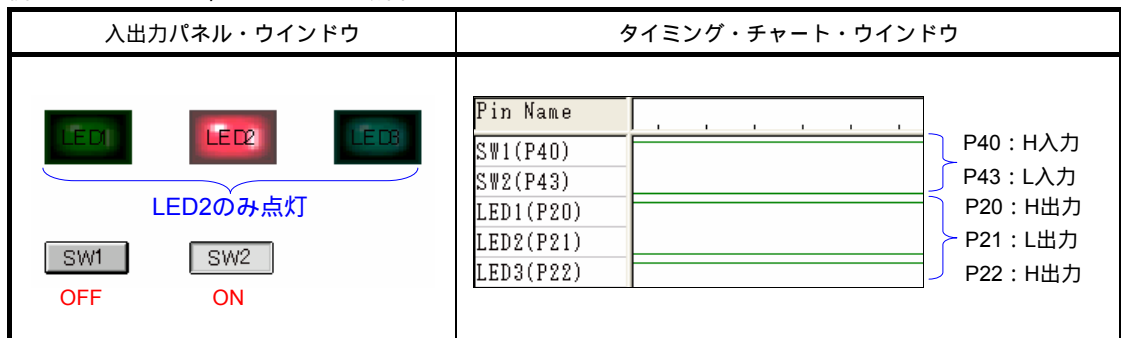 入出力パネル・ウインドウ
タイミング・チャート・ウインドウ
LED1
LED2
LED3
LED2のみ点灯
SW1
SW2
OFF
ON
Pin Name
SW1(P40)
SW2(P43)
LED1(P20)
LED2(P21)
LED3(P22)
P40：H入力
P43：L入力
P20：H出力
P21：L出力
P22：H出力